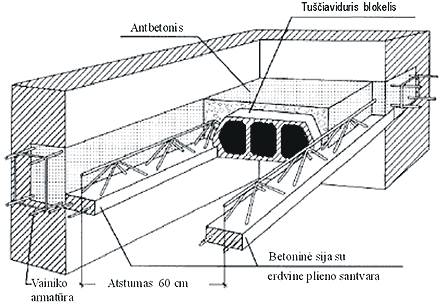 Tuščiaviduris blokelis
Antbetonis
Betoninė sija su
erdvine plieno santvara
Vainiko
armatūra
Atstumas 60 cm